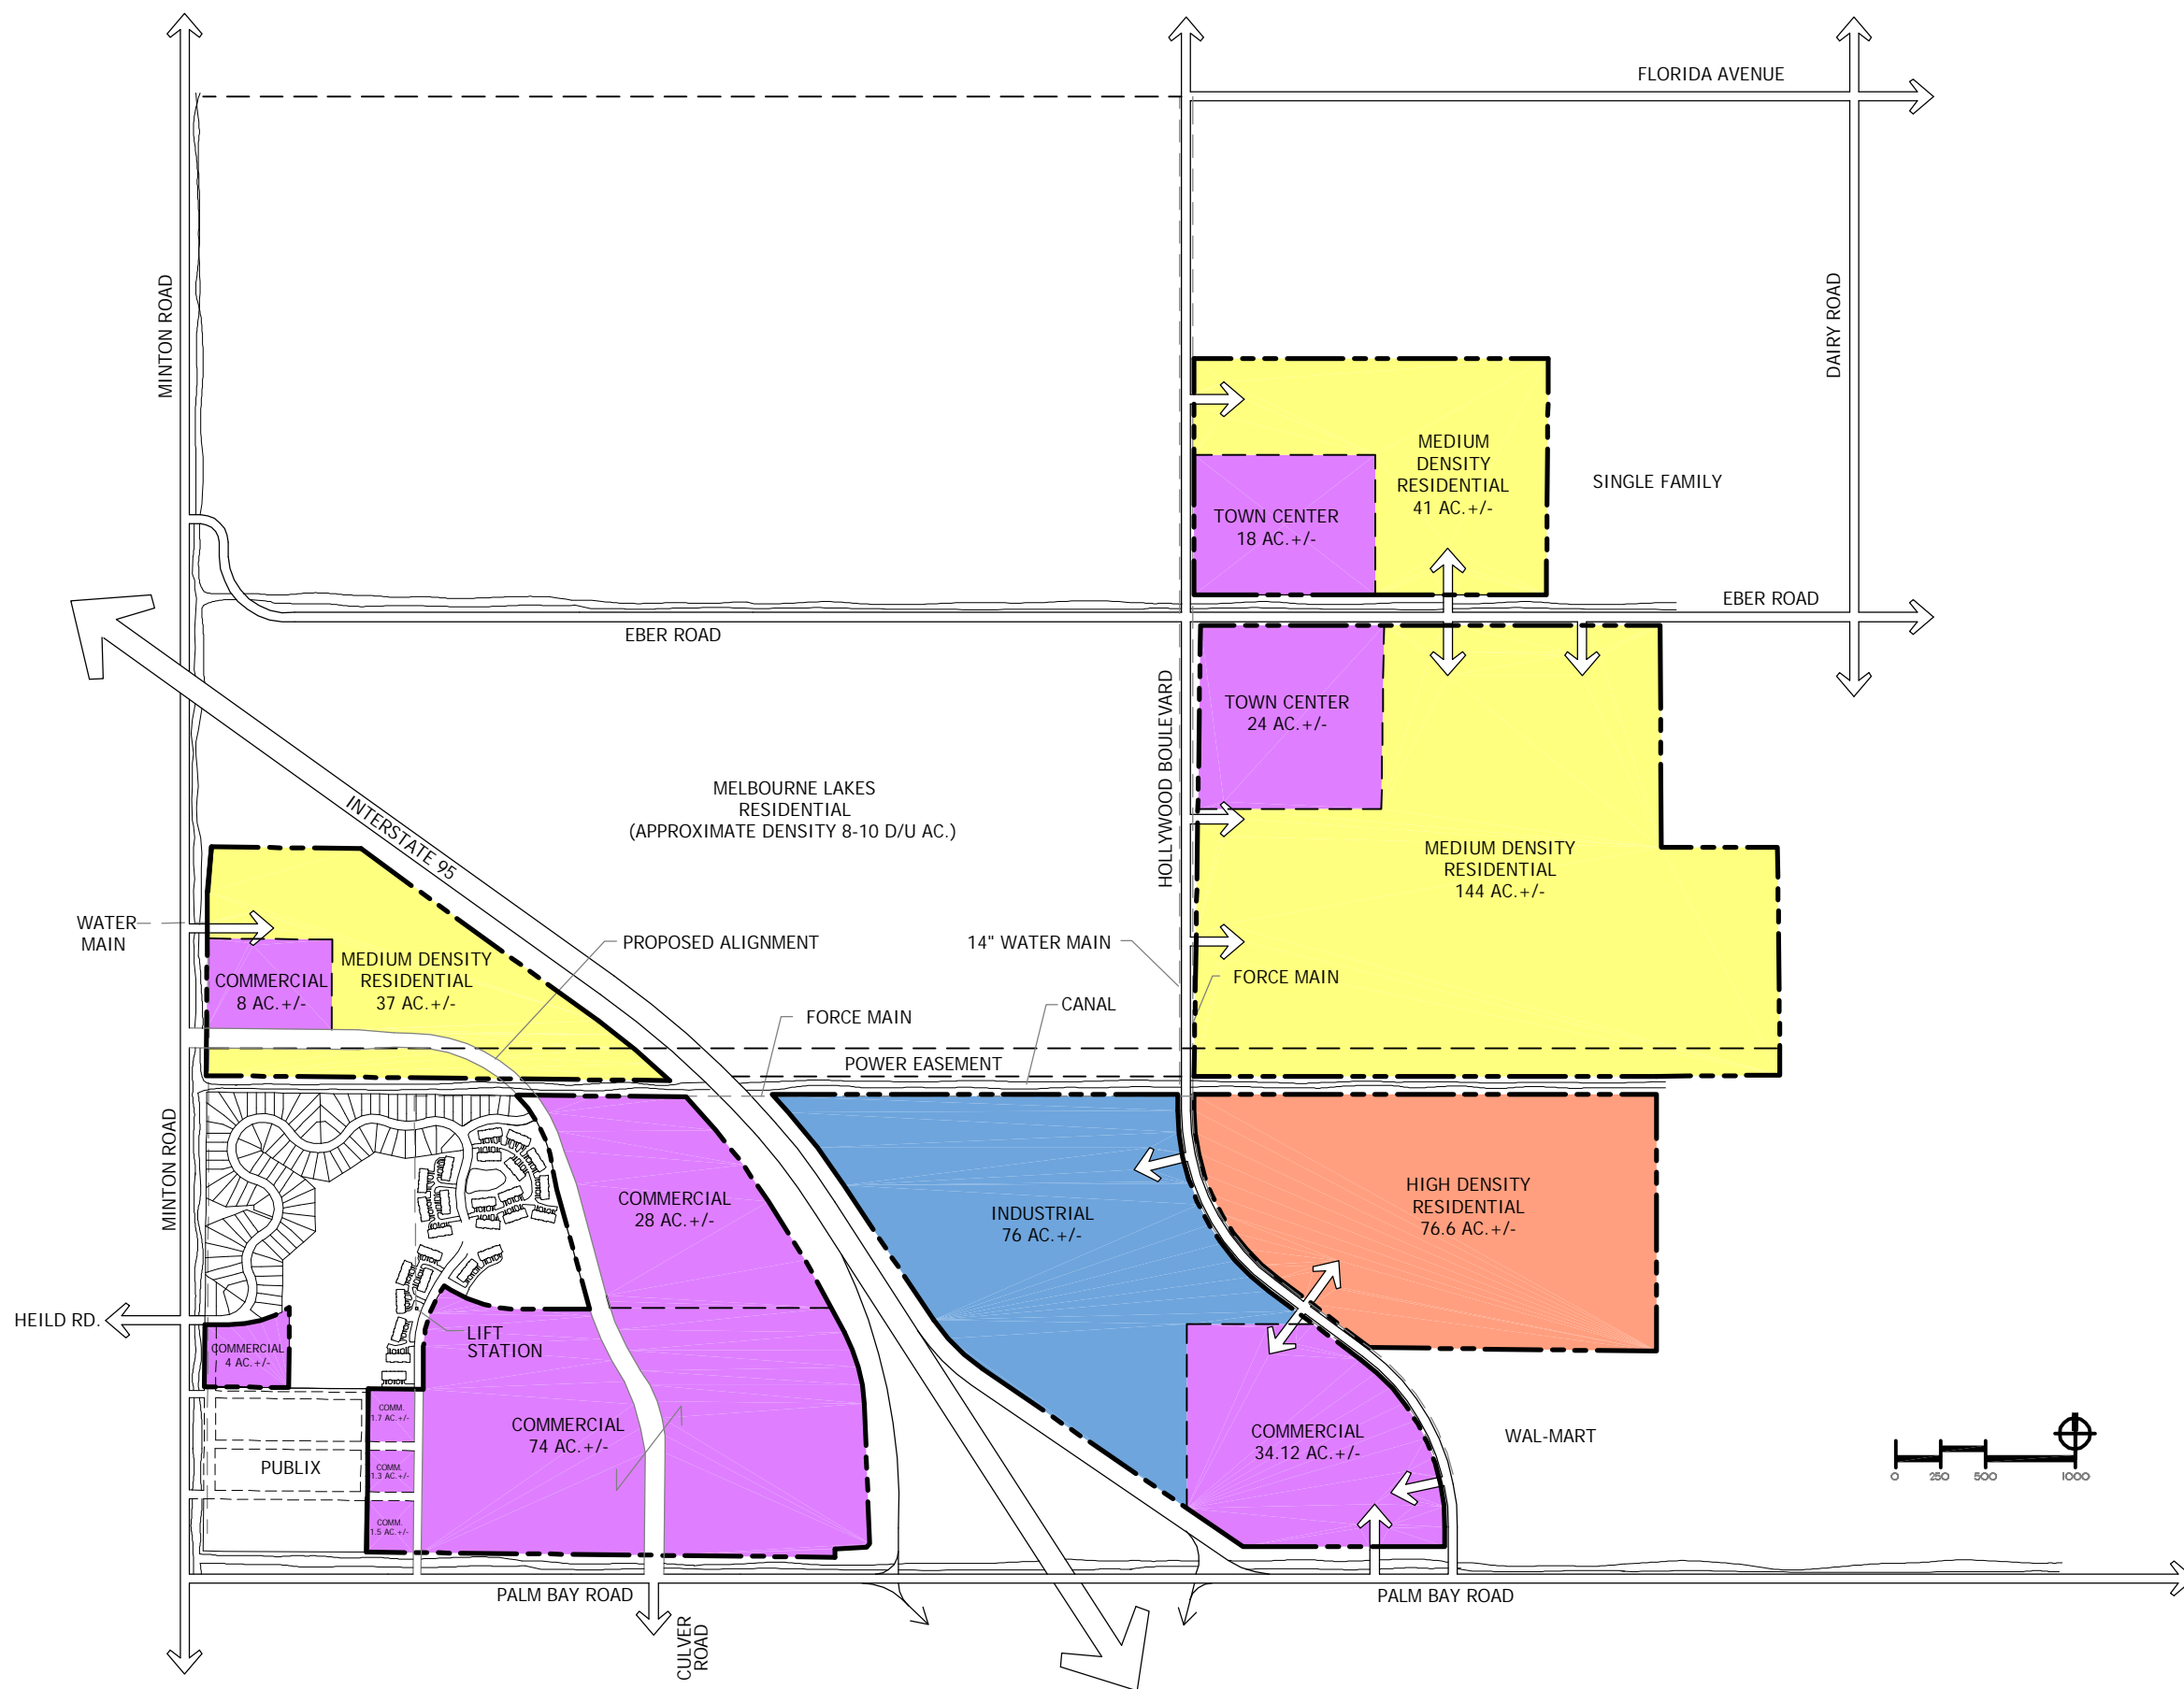 FLORIDA AVENUE
MINTON ROAD
DAIRY ROAD
MEDIUM
DENSITY
RESIDENTIAL
41 AC.+/-
SINGLE FAMILY
TOWN CENTER
18 AC.+/-
EBER ROAD
EBER ROAD
HOLLYWOOD BOULEVARD
TOWN CENTER
24 AC.+/-
MELBOURNE LAKES
RESIDENTIAL
(APPROXIMATE DENSITY 8-10 D/U AC.)
INTERSTATE 95
MEDIUM DENSITY
RESIDENTIAL
144 AC.+/-
WATER
MAIN
PROPOSED ALIGNMENT
14" WATER MAIN
MEDIUM DENSITY
RESIDENTIAL
37 AC.+/-
COMMERCIAL
8 AC.+/-
FORCE MAIN
CANAL
FORCE MAIN
POWER EASEMENT
MINTON ROAD
COMMERCIAL
28 AC.+/-
INDUSTRIAL
76 AC.+/-
HIGH DENSITY
RESIDENTIAL
76.6 AC.+/-
HEILD RD.
LIFT
STATION
COMMERCIAL
4 AC.+/-
COMM.
1.7 AC.+/-
COMMERCIAL
74 AC.+/-
COMMERCIAL
34.12 AC.+/-
WAL-MART
PUBLIX
COMM.
1.3 AC.+/-
0 250 500 1000
COMM.
1.5 AC.+/-
PALM BAY ROAD
PALM BAY ROAD
CULVER
ROAD